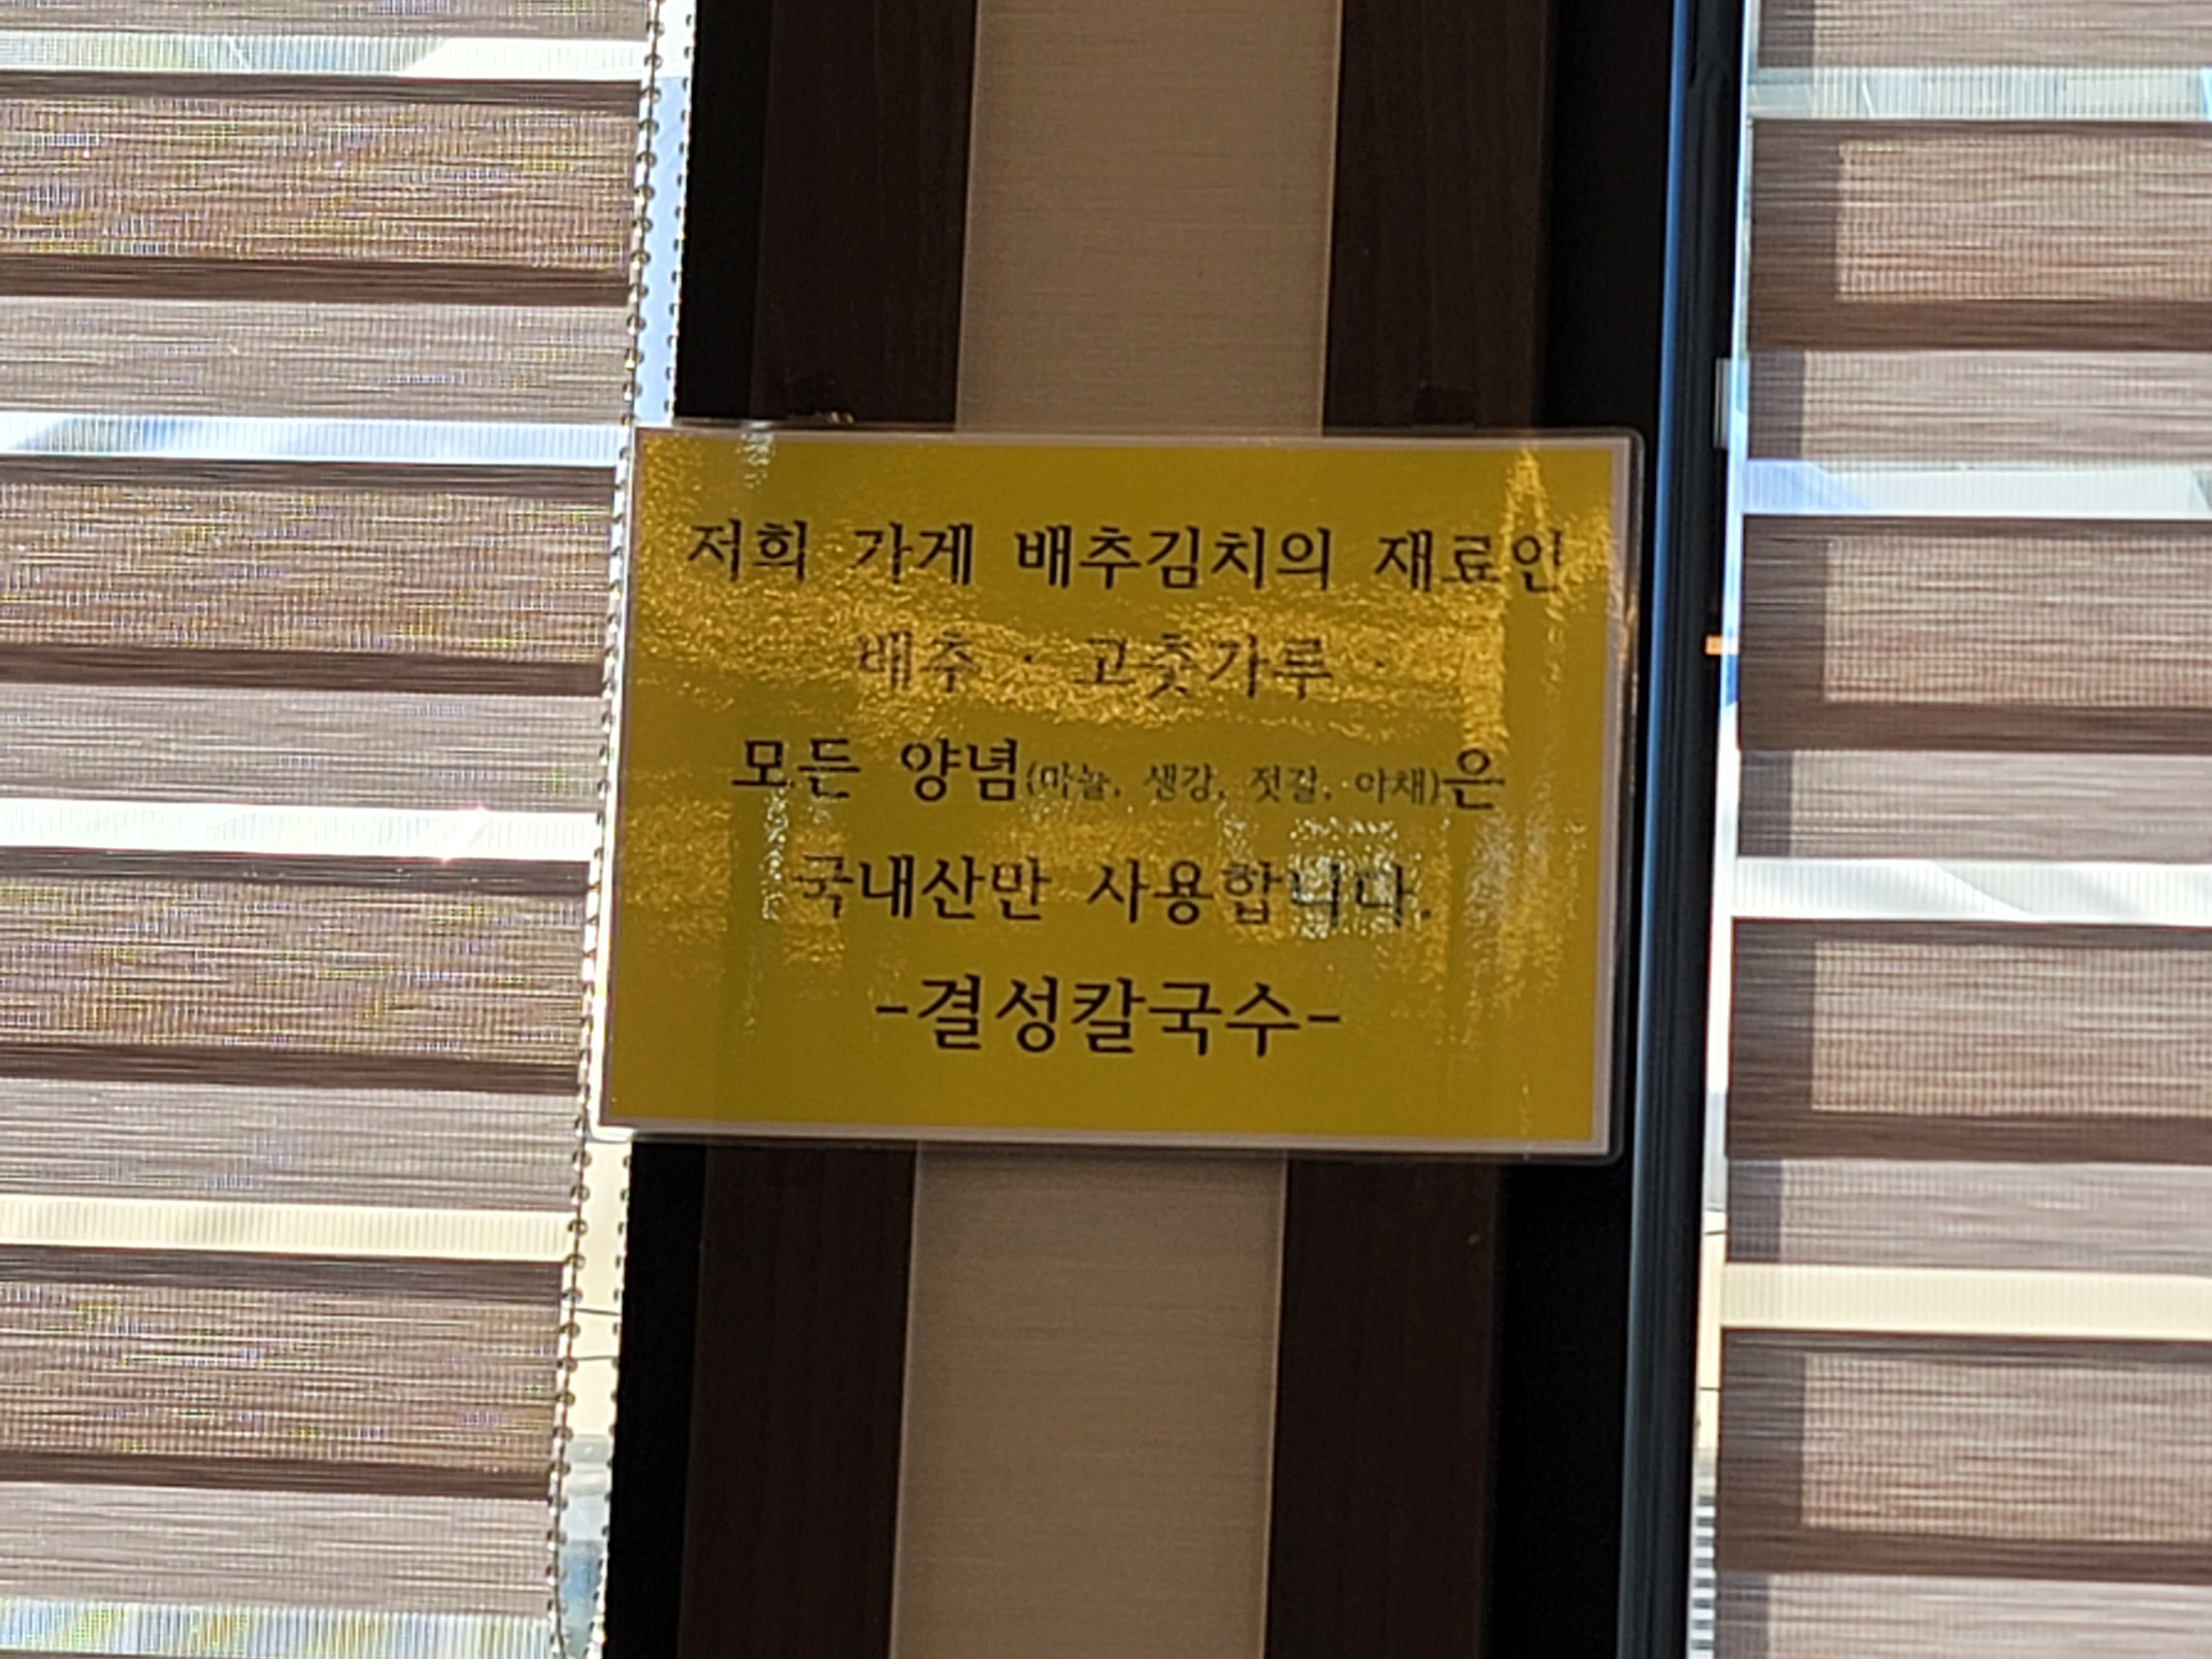 저희 가게 배추김치의 재료인
배추 · 고춧가루 ·
모든 양념(마늘, 생강, 젓갈, 야채)은
국내산만 사용합니다.
-결성칼국수-